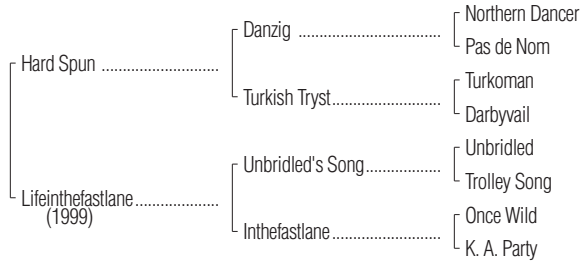 Northern Dancer
Danzig ....................................
Pas de Nom
Hard Spun ..............................
Turkoman
Turkish Tryst...........................
Darbyvail
Unbridled
Unbridled's Song...................
Trolley Song
Lifeinthefastlane.....................
(1999)
Once Wild
Inthefastlane...........................
K. A. Party